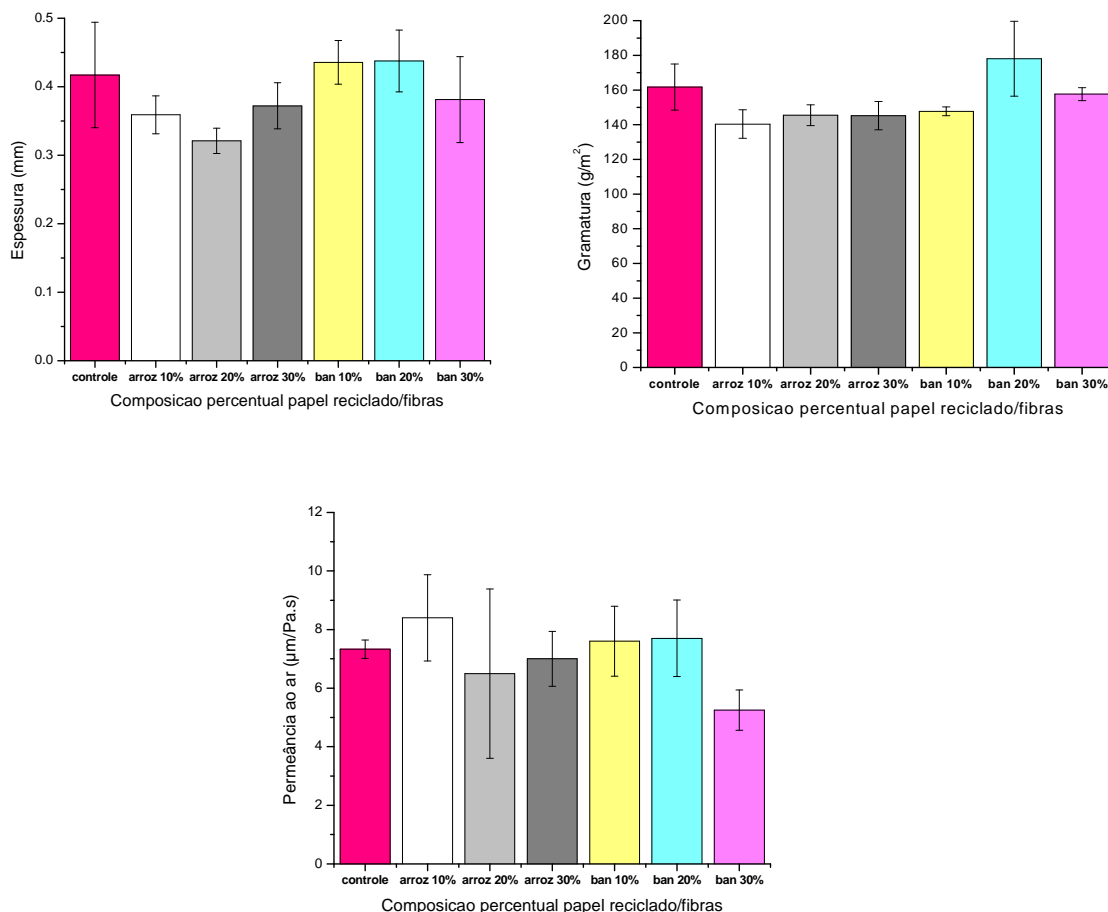 0.5
0.4
0.3
0.2
0.1
0.0
Espessura (mm)
controle arroz 10% arroz 20% arroz 30% ban 10% ban 20% ban 30%
Composicao percentual papel reciclado/fibras
200
180
160
140
120
100
80
60
40
20
0
Gramatura (g/m²)
controle arroz 10% arroz 20% arroz 30% ban 10% ban 20% ban 30%
Composicao percentual papel reciclado/fibras
12
10
8
6
4
2
0
Permeância ao ar (µm/Pa.s)
controle arroz 10% arroz 20% arroz 30% ban 10% ban 20% ban 30%
Composicao percentual papel reciclado/fibras